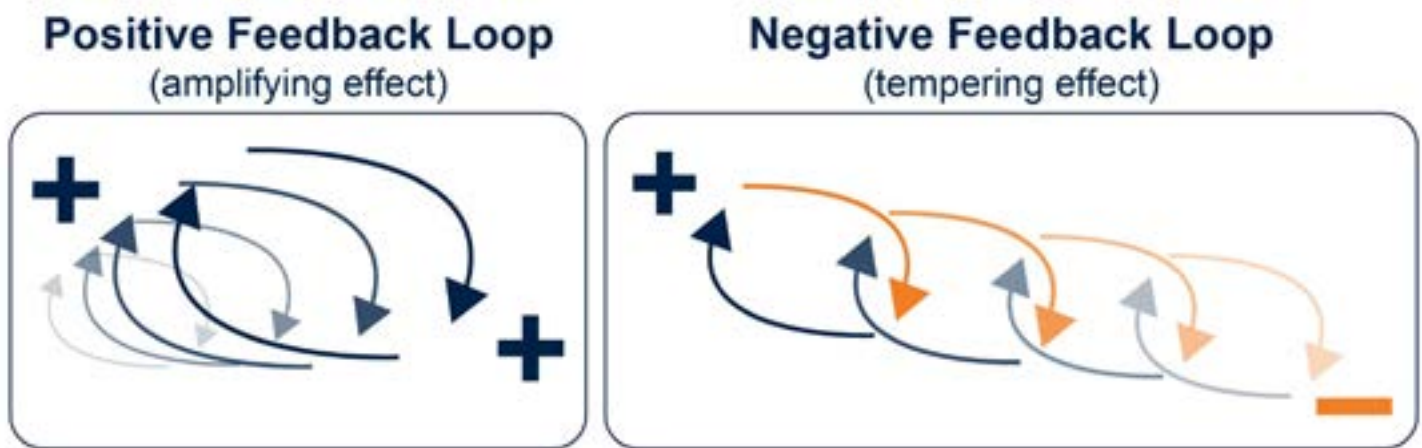 Positive Feedback Loop
(amplifying effect)
+
+
Negative Feedback Loop
(tempering effect)
+
−